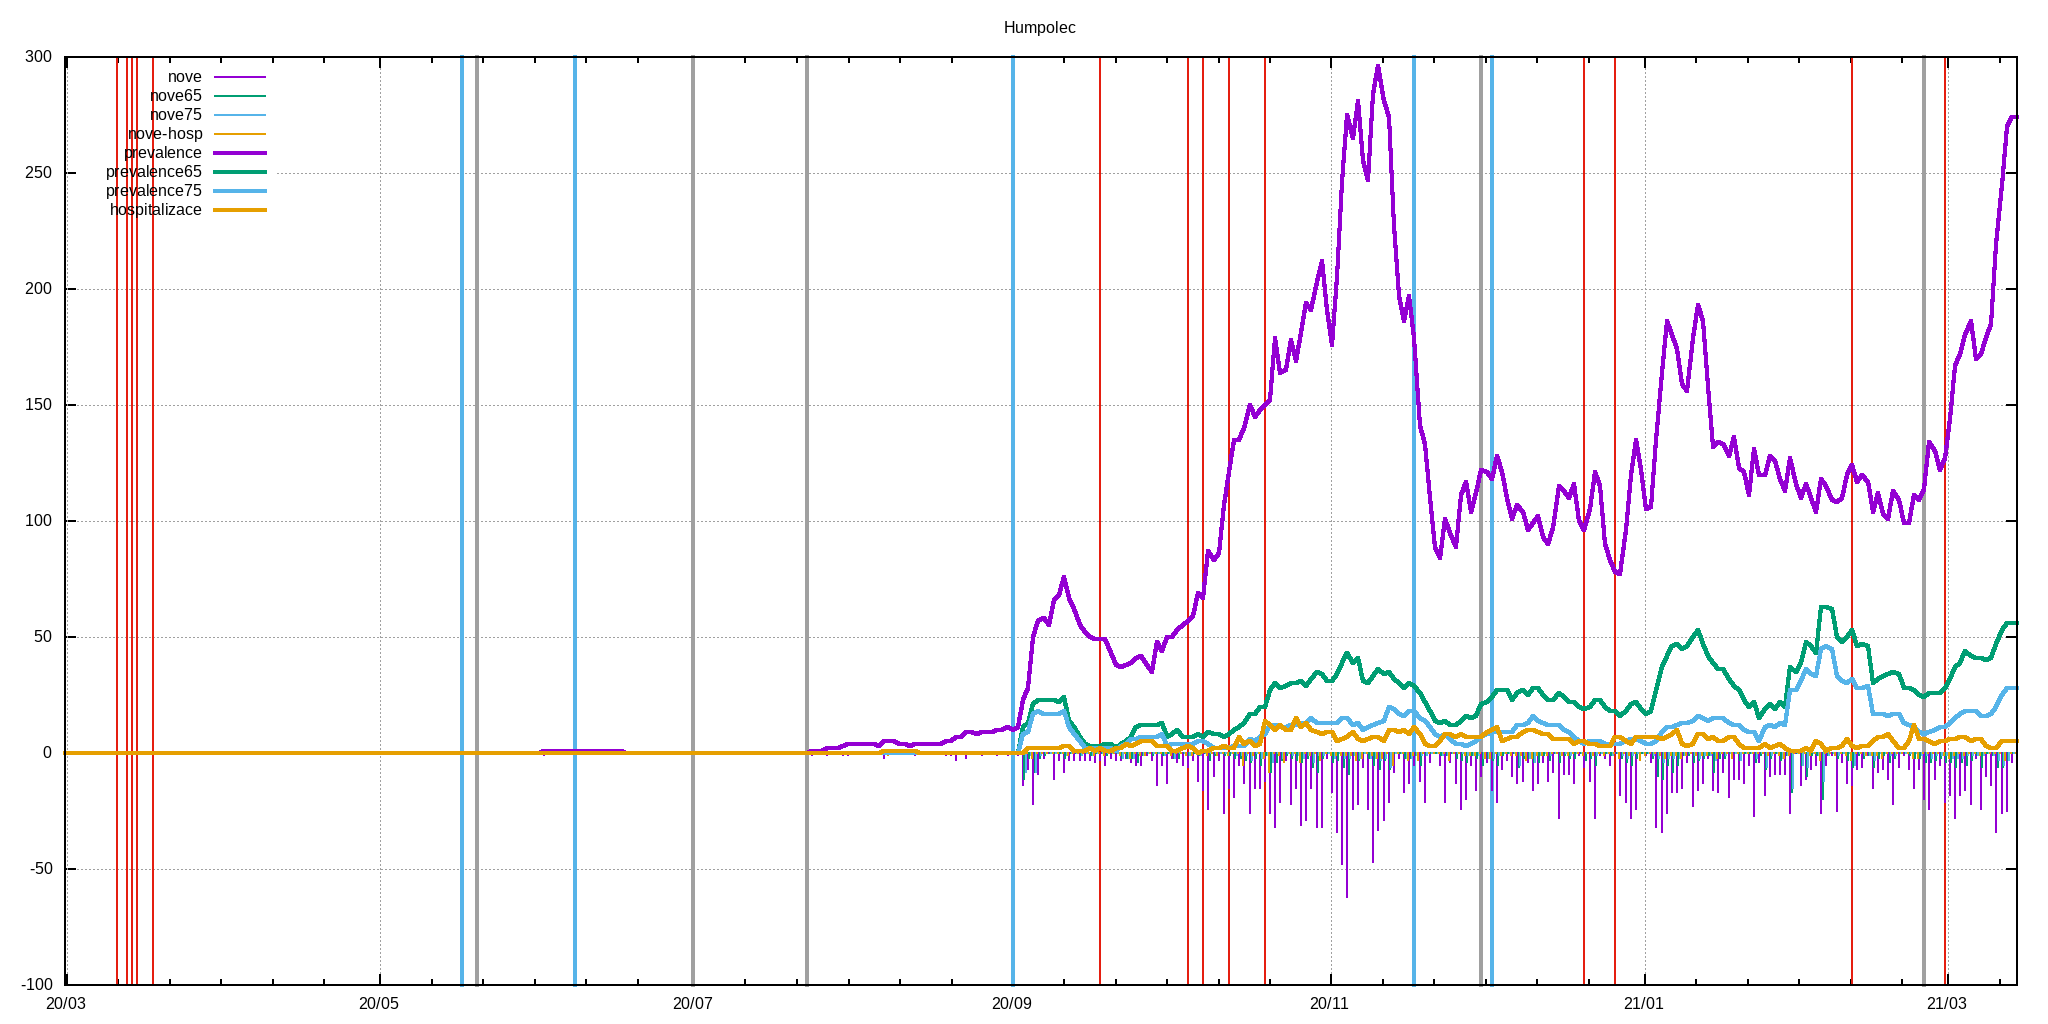 Humpolec
300
250
200
150
100
50
0
-50
-100
nove
nove65
nove75
nove-hosp
prevalence
prevalence65
prevalence75
hospitalizace
20/03 20/05 20/07 20/09 20/11 21/01 21/03